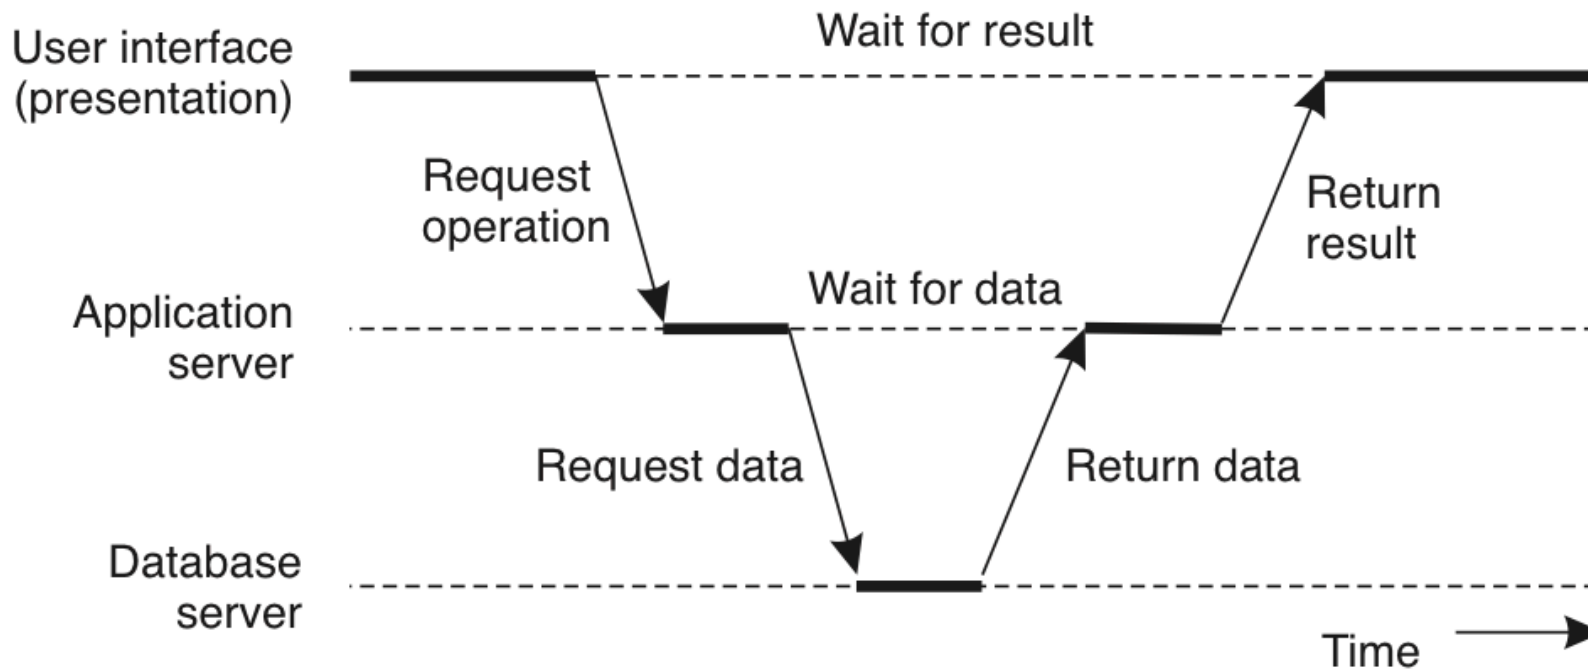 User interface
(presentation)
Wait for result
Request
operation
Return
result
Application
server
Wait for data
Request data
Return data
Database
server
Time